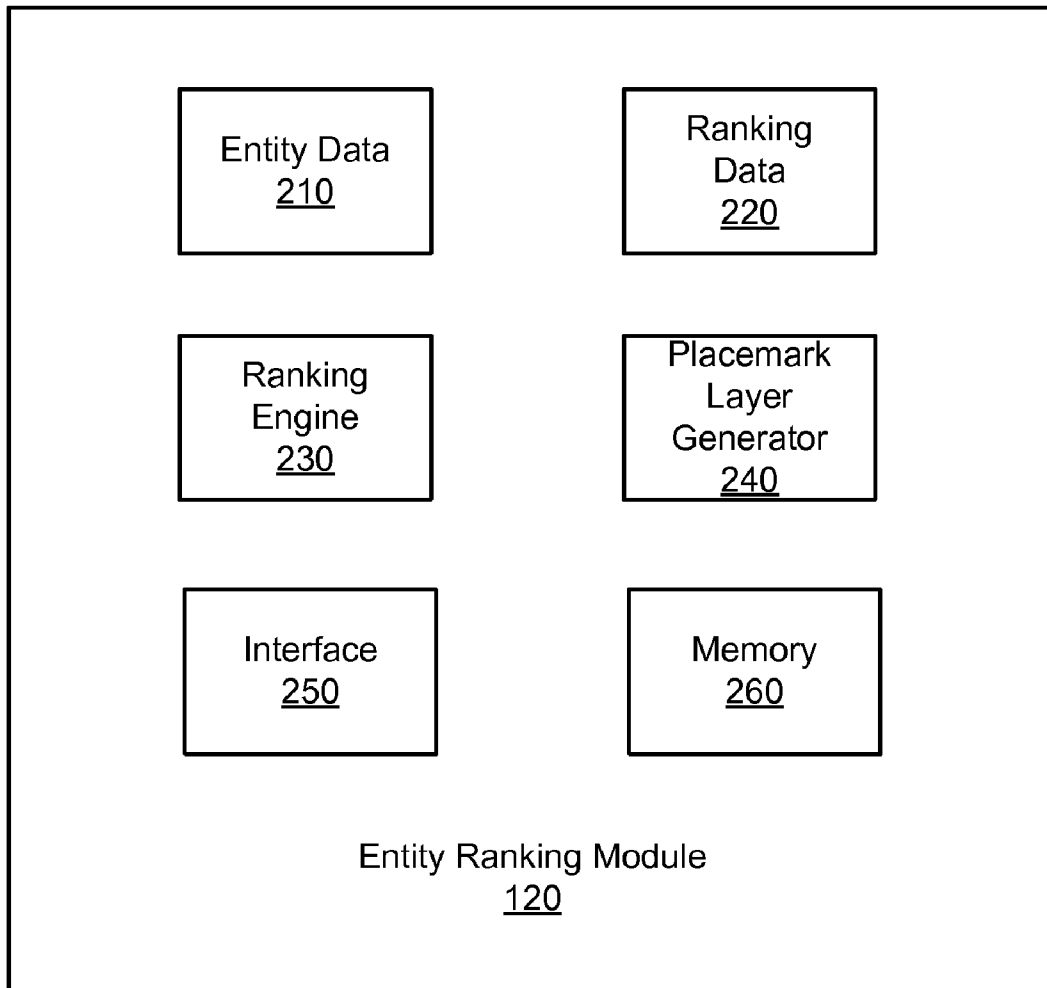 Entity Data
210
Ranking
Data
220
Ranking
Engine
230
Placemark
Layer
Generator
240
Interface
250
Memory
260
Entity Ranking Module
120